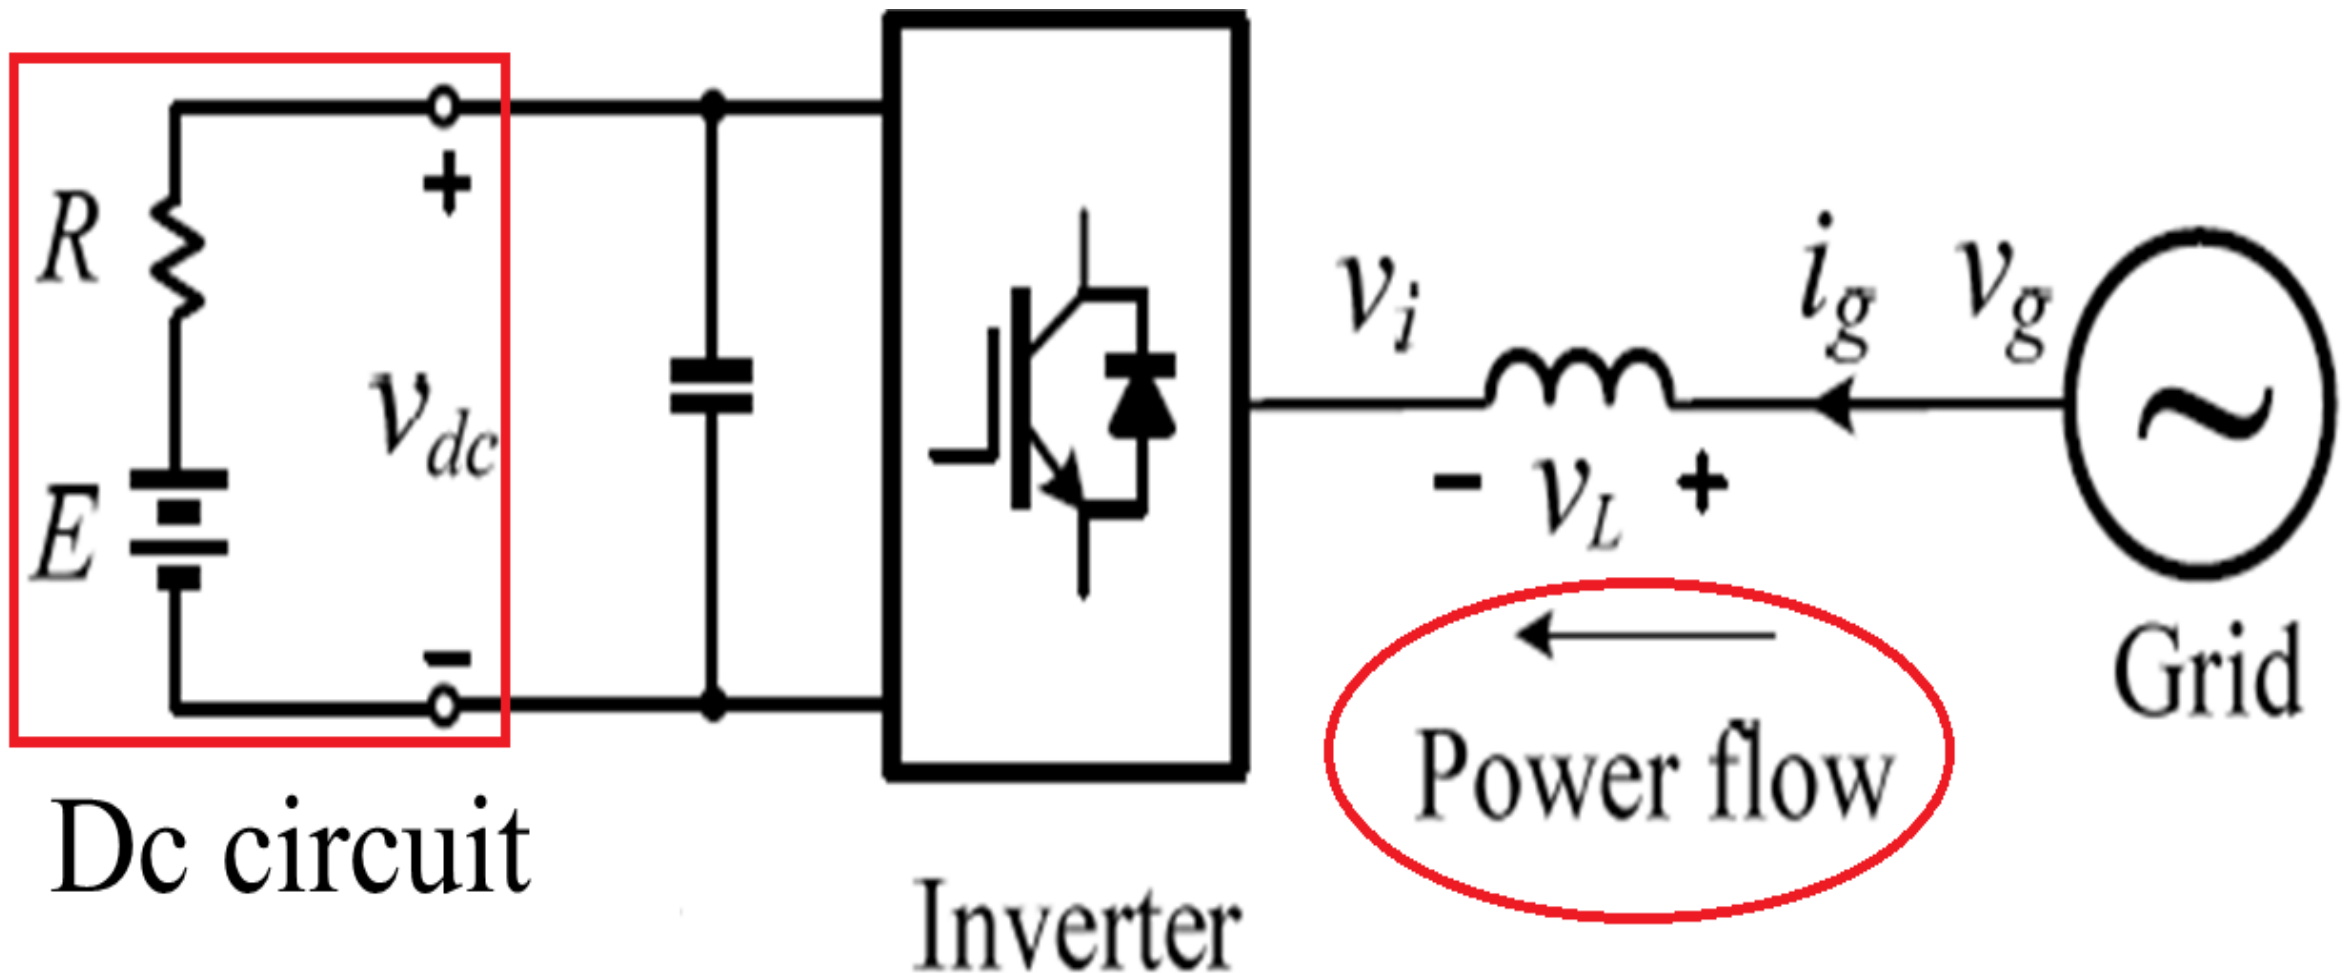 R
+
v_dc
E
-
Dc circuit
Inverter
v_i
i_g
v_g
- v_L +
~
Power flow
Grid